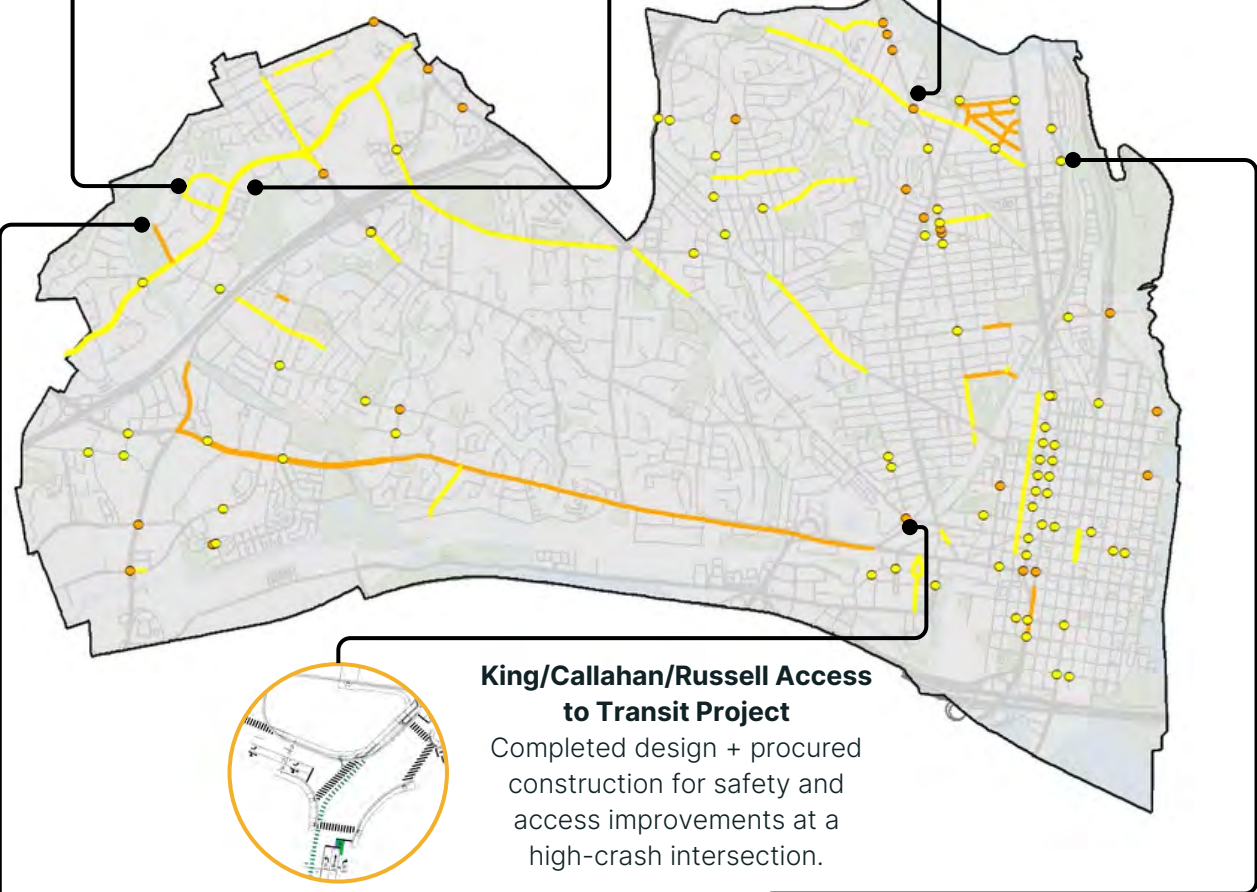 King/Callahan/Russell Access
to Transit Project
Completed design + procured
construction for safety and
access improvements at a
high-crash intersection.